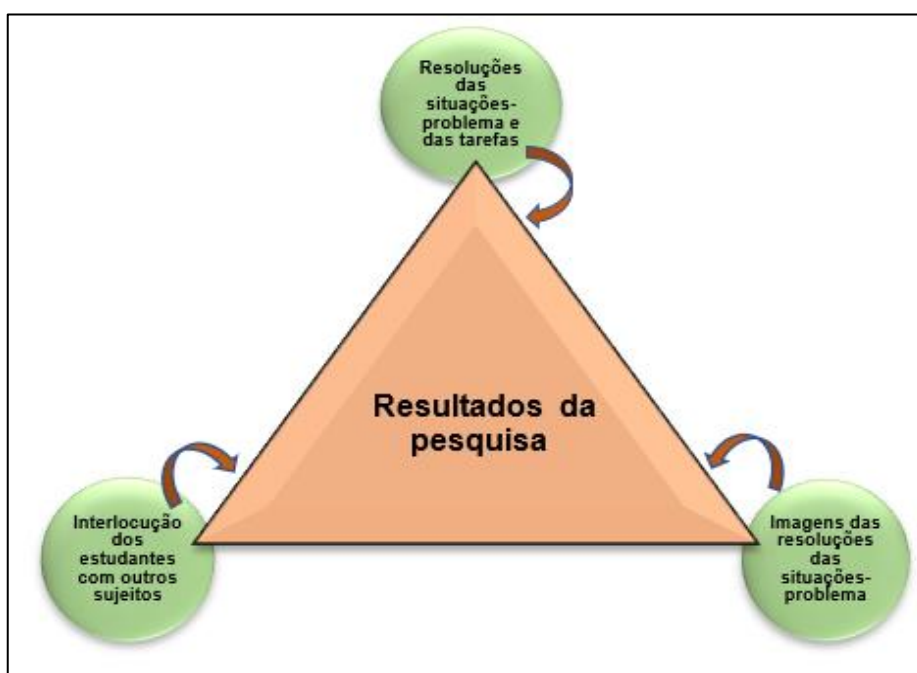 Resoluções
das
situações-
problema e
das tarefas
Resultados da
pesquisa
Interlocução
dos
estudantes
com outros
sujeitos
Imagens das
resoluções
das
situações-
problema